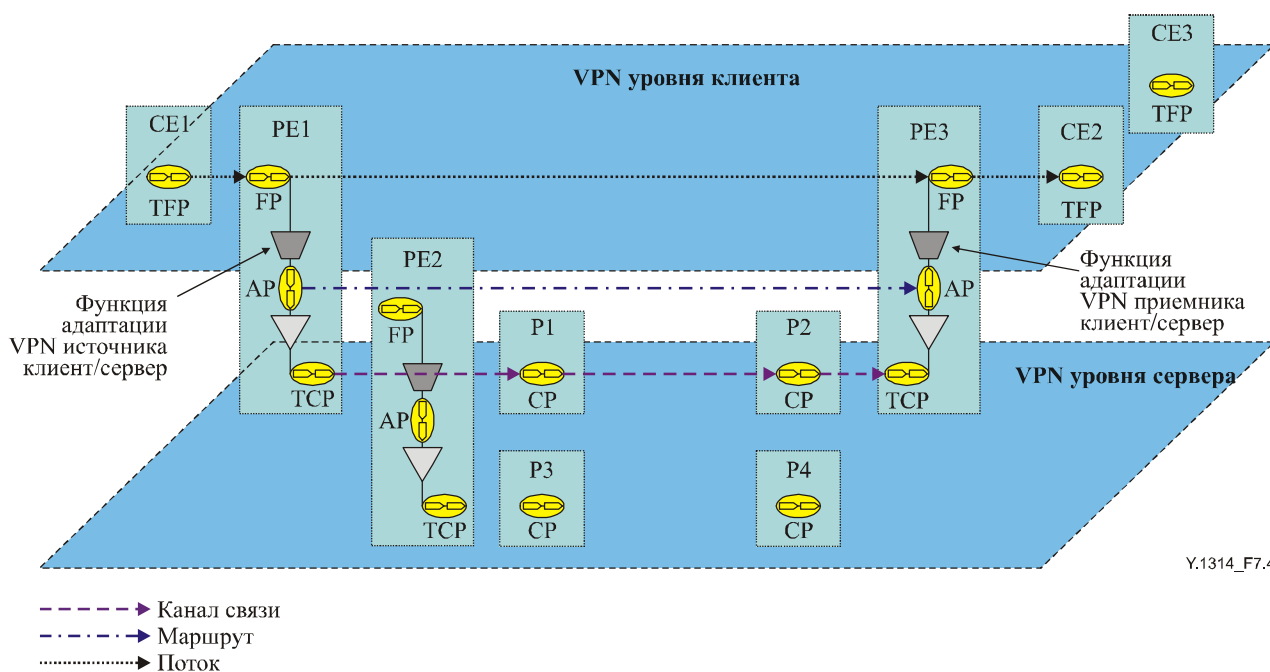 CE3
VPN уровня клиента
TFP
CE1
PE1
PE3
CE2
TFP
FP
FP
TFP
PE2
Функция
адаптации
VPN источника
клиент/сервер
AP
AP
Функция
адаптации
VPN приемника
клиент/сервер
FP
P1
P2
VPN уровня сервера
TCP
CP
CP
TCP
AP
P3
P4
TCP
CP
CP
Y.1314_F7.4
Канал связи
Маршрут
Поток